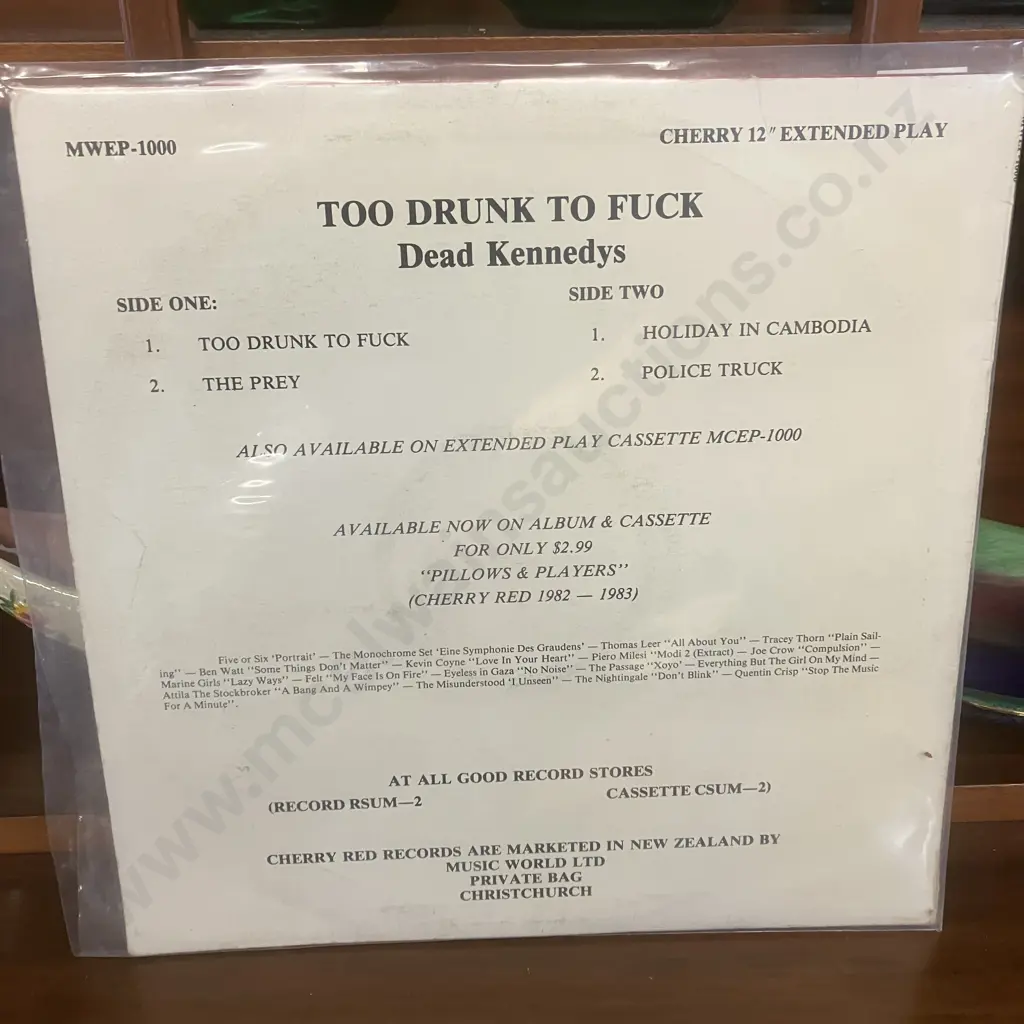 MWEP-1000
CHERRY 12″ EXTENDED PLAY
TOO DRUNK TO FUCK
Dead Kennedys
SIDE ONE:
1. TOO DRUNK TO FUCK
2. THE PREY
SIDE TWO
1. HOLIDAY IN CAMBODIA
2. POLICE TRUCK
ALSO AVAILABLE ON EXTENDED PLAY CASSETTE MCEP-1000
AVAILABLE NOW ON ALBUM & CASSETTE
FOR ONLY $2.99
“PILLOWS & PLAYERS”
(CHERRY RED 1982 — 1983)
Five or Six ‘Portrait’ — The Monochrome Set ‘Eine Symphonie Des Graudens’ — Thomas Leer “All About You” — Tracey Thorn “Plain Sail-
ing” — Ben Watt “Some Things Don’t Matter” — Kevin Coyne “Love In Your Heart” — Piero Milesi “Modi 2 (Extract) — Joe Crow “Compulsion” —
Marine Girls “Lazy Ways” — Felt “My Face Is On Fire” — Eyeless in Gaza “No Noise” — The Passage “Xoyo” — Everything But The Girl On My Mind —
Attila The Stockbroker “A Bang And A Wimpey” — The Misunderstood ‘I Unseen” — The Nightingale “Don’t Blink” — Quentin Crisp “Stop The Music
For A Minute”.
AT ALL GOOD RECORD STORES
(RECORD RSUM—2 CASSETTE CSUM—2)
CHERRY RED RECORDS ARE MARKETED IN NEW ZEALAND BY
MUSIC WORLD LTD
PRIVATE BAG
CHRISTCHURCH